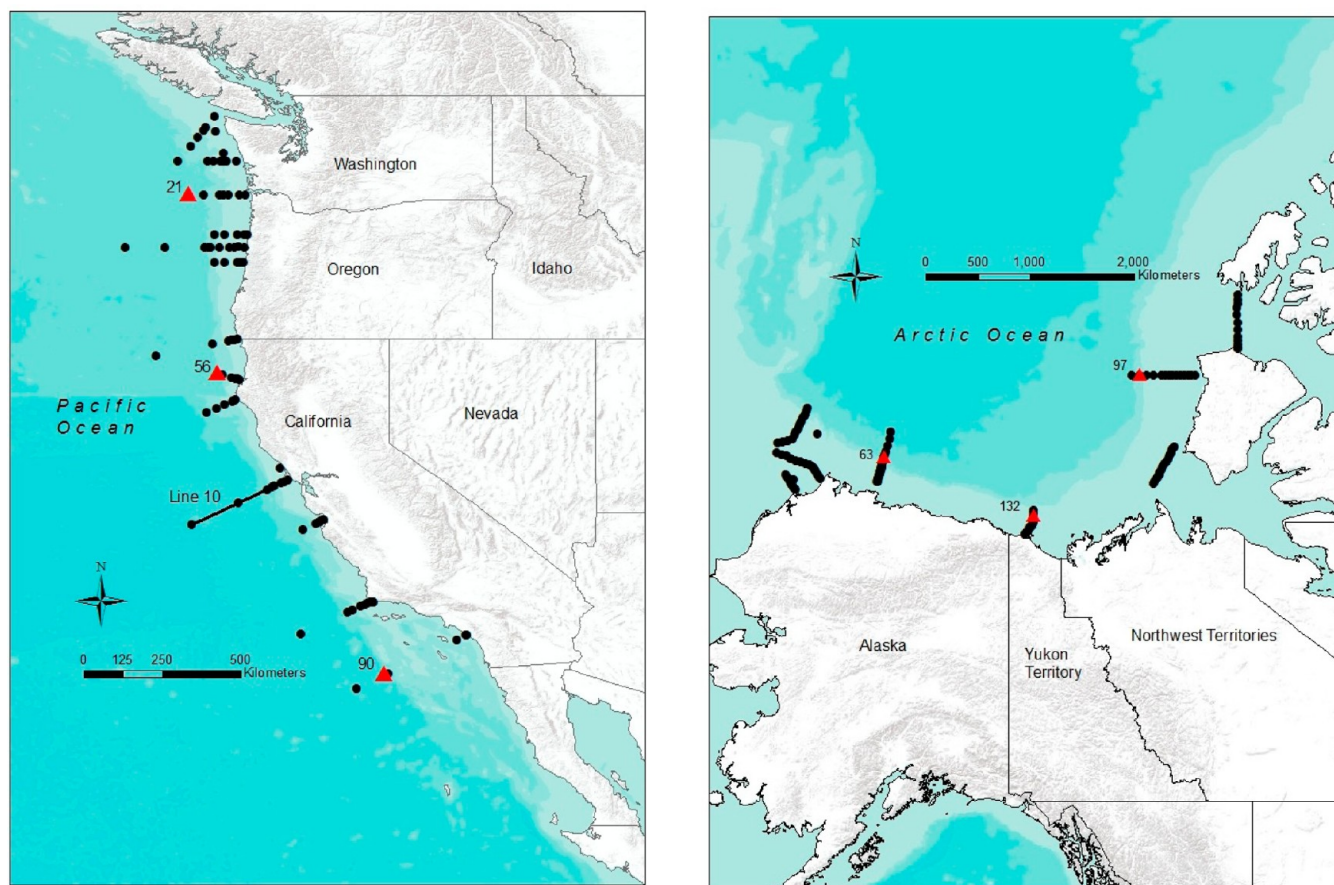 Washington
21
Oregon
Idaho
56
Pacific
Ocean
California
Nevada
Line 10
N
90
0 125 250 500
Kilometers
N
0 500 1,000 2,000
Kilometers
Arctic Ocean
97
63
132
Alaska
Yukon
Territory
Northwest Territories